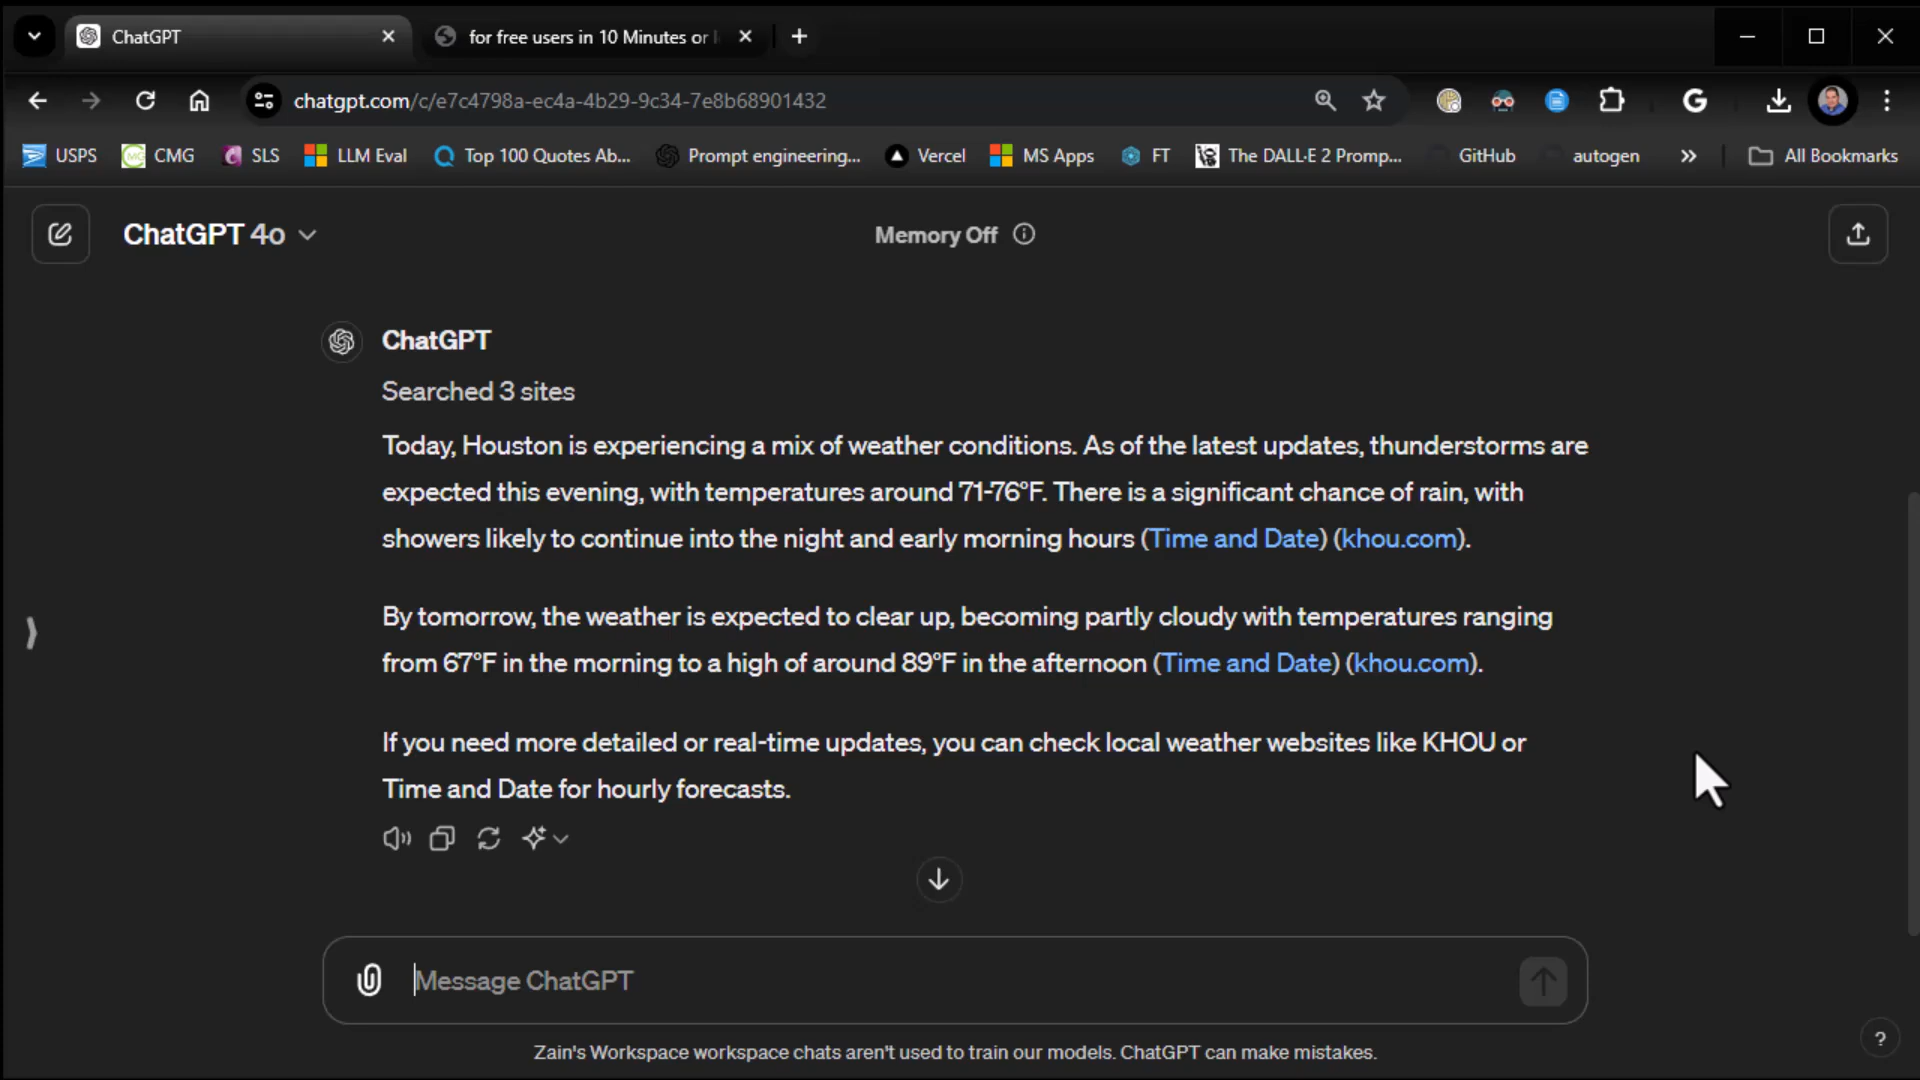 ChatGPT
for free users in 10 Minutes or
chatgpt.com/c/e7c4798a-ec4a-4b29-9c34-7e8b68901432
USPS CMG SLS LLM Eval Top 100 Quotes Ab... Prompt engineering... Vercel MS Apps FT The DALL·E 2 Promp... GitHub autogen » All Bookmarks
ChatGPT 4o
Memory Off
ChatGPT
Searched 3 sites
Today, Houston is experiencing a mix of weather conditions. As of the latest updates, thunderstorms are
expected this evening, with temperatures around 71-76°F. There is a significant chance of rain, with
showers likely to continue into the night and early morning hours (Time and Date) (khou.com).
By tomorrow, the weather is expected to clear up, becoming partly cloudy with temperatures ranging
from 67°F in the morning to a high of around 89°F in the afternoon (Time and Date) (khou.com).
If you need more detailed or real-time updates, you can check local weather websites like KHOU or
Time and Date for hourly forecasts.
Message ChatGPT
Zain's Workspace workspace chats aren't used to train our models. ChatGPT can make mistakes.
?